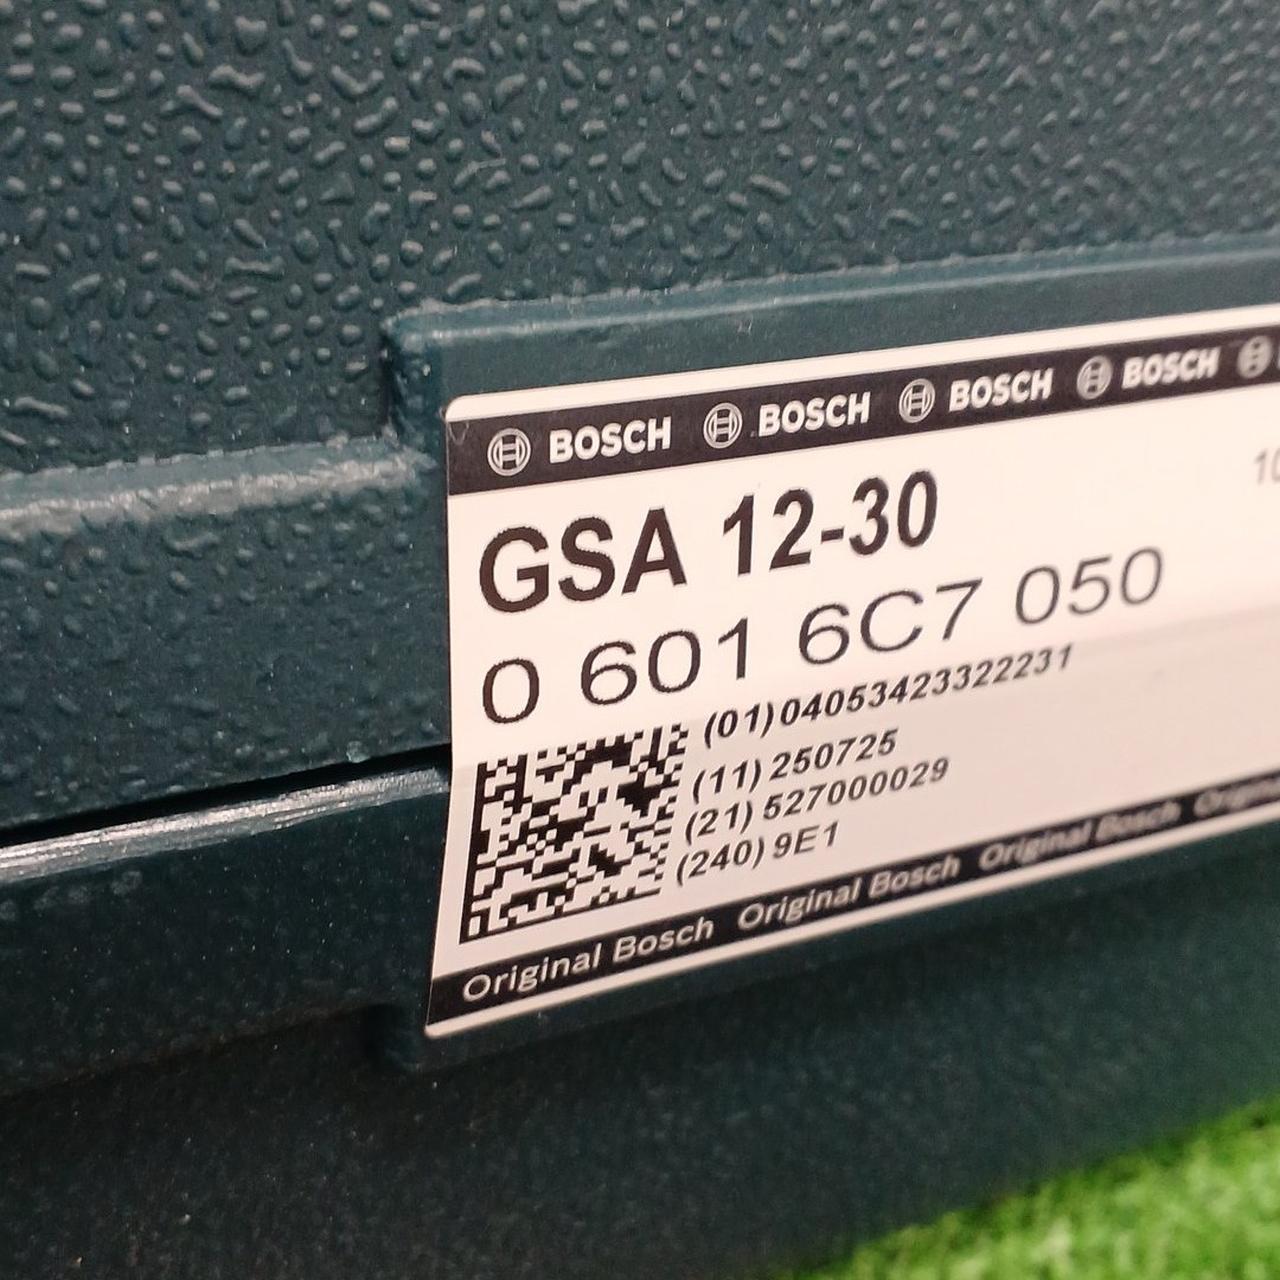 BOSCH BOSCH BOSCH BOSCH
GSA 12-30
0 601 6C7 050
(01)04053423322231
(11)250725
(21)527000029
(240)9E1
Original Bosch Original Bosch Original Bosch